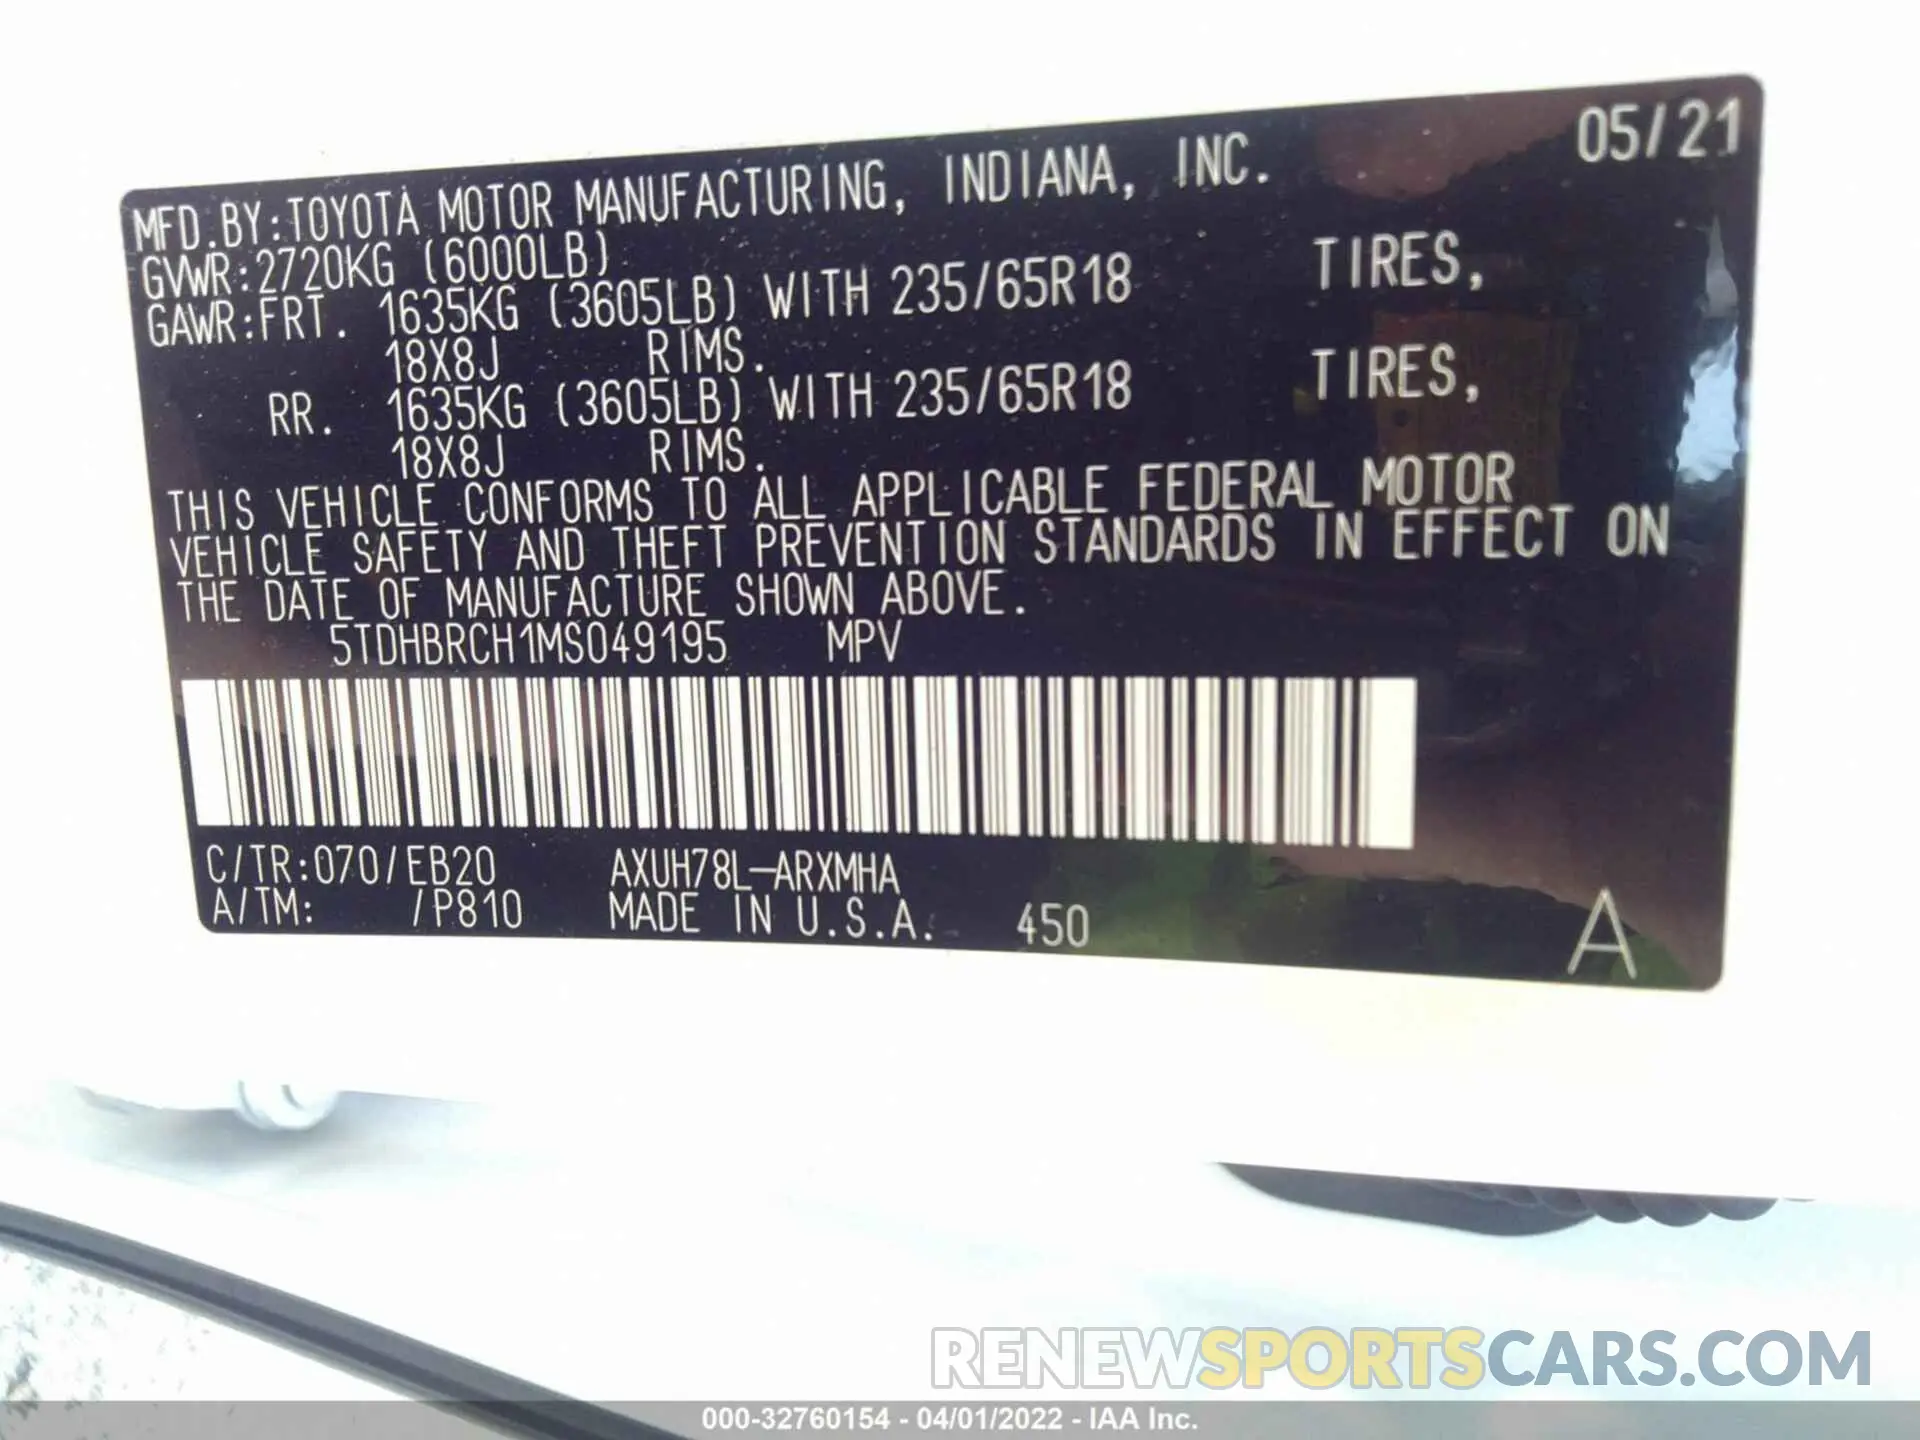 05/21
MFD.BY:TOYOTA MOTOR MANUFACTURING, INDIANA, INC.
GVWR:2720KG (6000LB)
GAWR:FRT. 1635KG (3605LB) WITH 235/65R18 TIRES,
18X8J RIMS.
RR. 1635KG (3605LB) WITH 235/65R18 TIRES,
18X8J RIMS.
THIS VEHICLE CONFORMS TO ALL APPLICABLE FEDERAL MOTOR
VEHICLE SAFETY AND THEFT PREVENTION STANDARDS IN EFFECT ON
THE DATE OF MANUFACTURE SHOWN ABOVE.
5TDHBRCH1MS049195 MPV
C/TR:070/EB20 AXUH78L-ARXMHA
A/TM: /P810 MADE IN U.S.A. 450 A
RENEWSPORTSCARS.COM
000-32760154 - 04/01/2022 - IAA Inc.